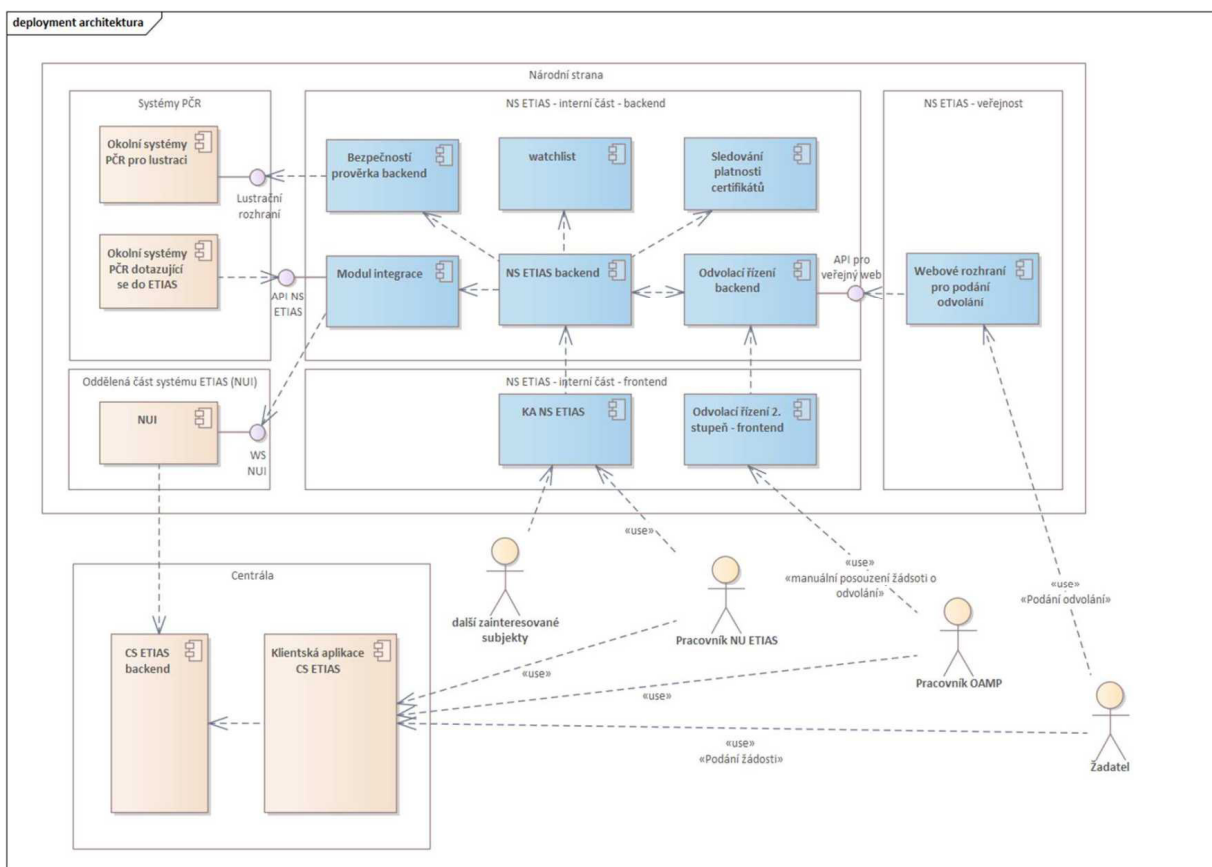 deployment architektura
Národní strana
Systémy PČR
NS ETIAS - interní část - backend
NS ETIAS - veřejnost
Okolní systémy
PČR pro lustraci
Lustrační
rozhraní
Bezpečností
prověrka backend
watchlist
Sledování
platnosti
certifikátů
Okolní systémy
PČR dotazující
se do ETIAS
API NS
ETIAS
Modul integrace
NS ETIAS backend
Odvolací řízení
backend
API pro
veřejný web
Webové rozhraní
pro podání
odvolání
Oddělená část systému ETIAS (NUI)
NUI
WS
NUI
NS ETIAS - interní část - frontend
KA NS ETIAS
Odvolací řízení 2.
stupeň - frontend
«use»
«use»
«manuální posouzení žádsoti o
odvolání»
«use»
«Podání odvolání»
další zainteresované
subjekty
Pracovník NU ETIAS
Pracovník OAMP
Žadatel
Centrála
CS ETIAS
backend
Klientská aplikace
CS ETIAS
«use»
«use»
«use»
«Podání žádosti»